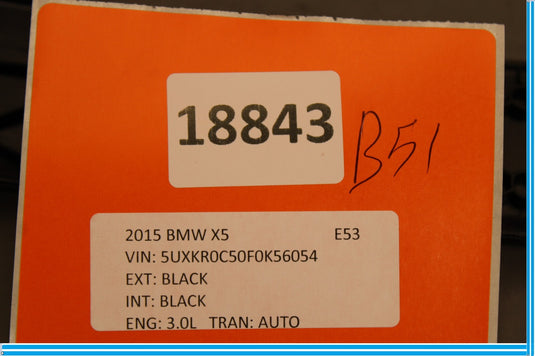 18843
B51
2015 BMW X5 E53
VIN: 5UXKR0C50F0K56054
EXT: BLACK
INT: BLACK
ENG: 3.0L TRAN: AUTO